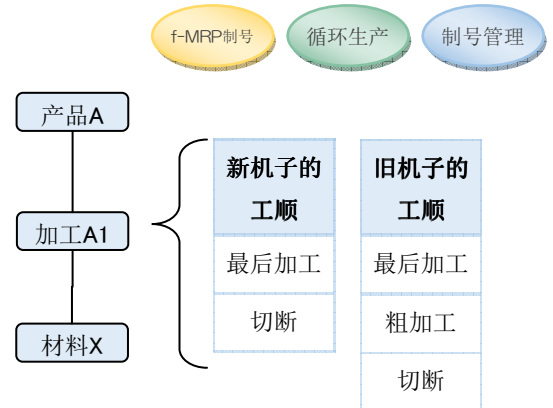 f-MRP制号
循环生产
制号管理
产品A
加工A1
材料X
新机子的
工顺
最后加工
切断
旧机子的
工顺
最后加工
粗加工
切断